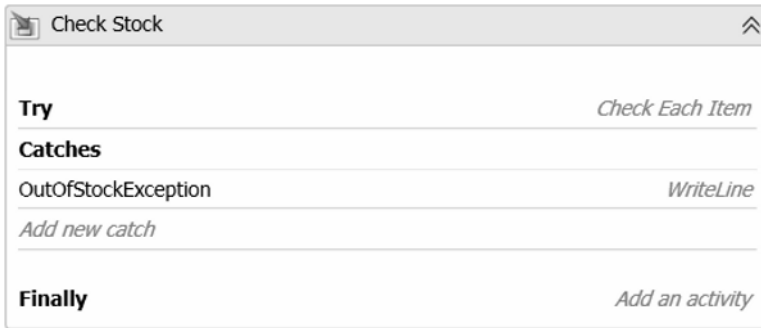 Check Stock
Try Check Each Item
Catches
OutOfStockException WriteLine
Add new catch
Finally Add an activity